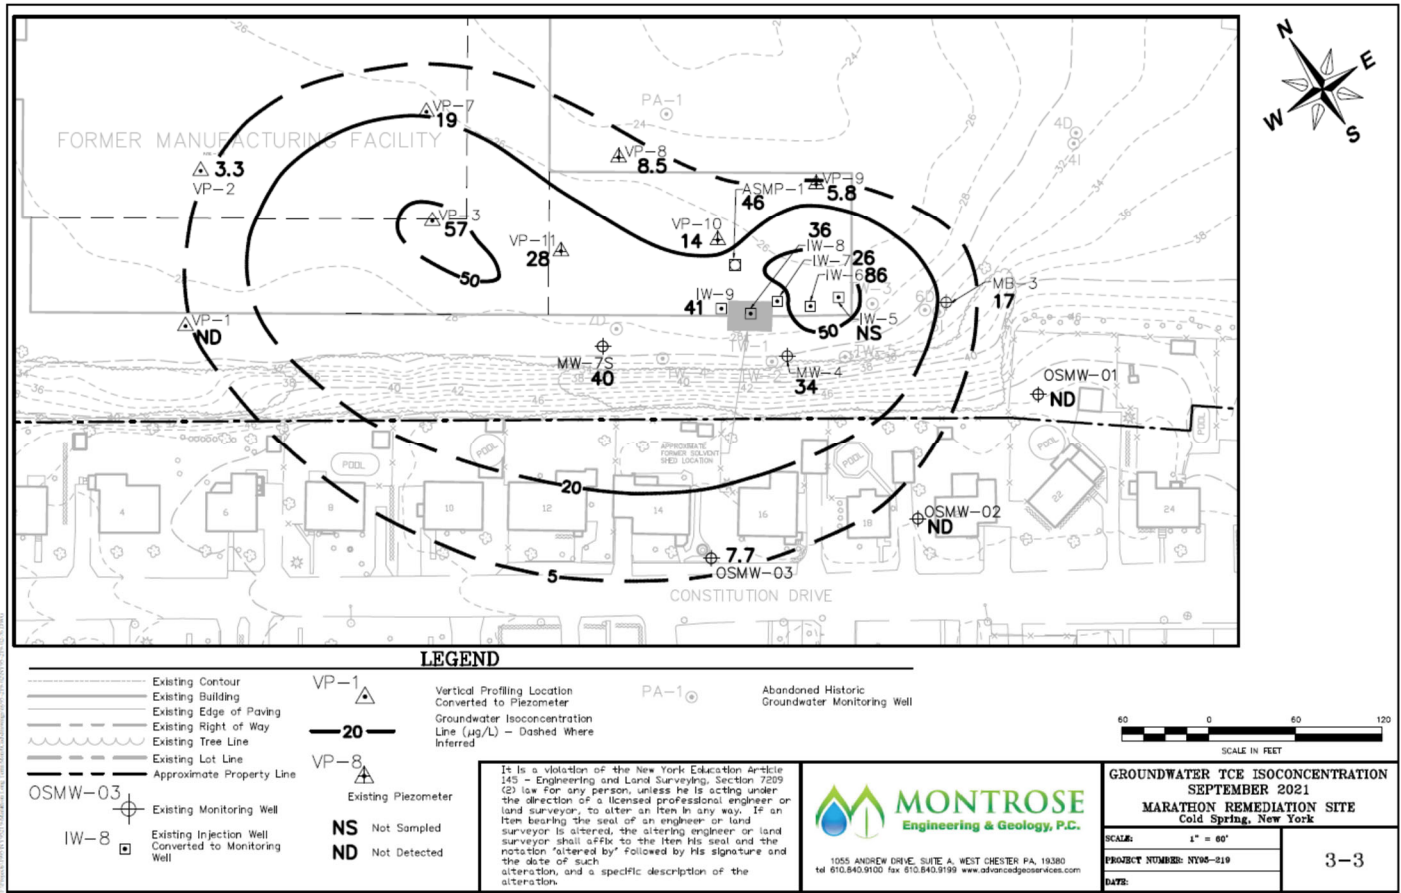 N
E
W
S
PA-1
4D
4I
FORMER MANUFACTURING FACILITY
VP-7
19
VP-8
8.5
3.3
VP-2
VP-9
5.8
ASMP-1
46
VP-3
57
VP-10
14
VP-11
28
36
IW-8
IW-7
26
IW-6
86
50
IW-9
41
IW-5
NS
50
MB-3
17
6D
VP-1
ND
7D
TW-1
MW-7S
40
MW-4
34
OSMW-01
ND
APPROXIMATE
FORMER SOLVENT
SHED LOCATION
POOL
POOL
POOL
POOL
POOL
20
4
6
8
10
12
14
16
18
22
24
OSMW-02
ND
7.7
OSMW-03
5
CONSTITUTION DRIVE
LEGEND
Existing Contour
Existing Building
Existing Edge of Paving
Existing Right of Way
Existing Tree Line
Existing Lot Line
Approximate Property Line
OSMW-03
Existing Monitoring Well
IW-8
Existing Injection Well
Converted to Monitoring
Well
VP-1
Vertical Profiling Location
Converted to Piezometer
20
Groundwater Isoconcentration
Line (µg/L) - Dashed Where
Inferred
VP-8
Existing Piezometer
NS Not Sampled
ND Not Detected
PA-1
Abandoned Historic
Groundwater Monitoring Well
60 0 60 120
SCALE IN FEET
It is a violation of the New York Education Article
145 - Engineering and Land Surveying, Section 7209
(2) law for any person, unless he is acting under
the direction of a licensed professional engineer or
land surveyor, to alter an item in any way. If an
item bearing the seal of an engineer or land
surveyor is altered, the altering engineer or land
surveyor shall affix to the item his seal and the
notation "altered by" followed by his signature and
the date of such
alteration, and a specific description of the
alteration.
MONTROSE
Engineering & Geology, P.C.
1055 ANDREW DRIVE, SUITE A, WEST CHESTER PA, 19380
tel 610.840.9100 fax 610.840.9199 www.advancedgeoservices.com
GROUNDWATER TCE ISOCONCENTRATION
SEPTEMBER 2021
MARATHON REMEDIATION SITE
Cold Spring, New York
SCALE: 1" = 60'
PROJECT NUMBER: NY95-219
DATE:
3-3